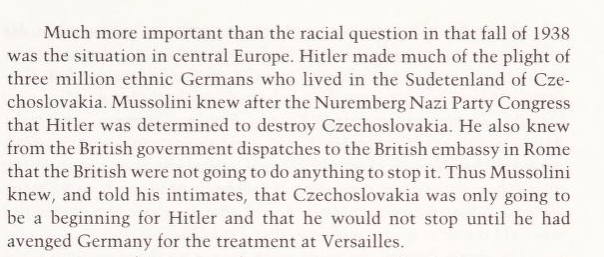 Much more important than the racial question in that fall of 1938
was the situation in central Europe. Hitler made much of the plight of
three million ethnic Germans who lived in the Sudetenland of Cze-
choslovakia. Mussolini knew after the Nuremberg Nazi Party Congress
that Hitler was determined to destroy Czechoslovakia. He also knew
from the British government dispatches to the British embassy in Rome
that the British were not going to do anything to stop it. Thus Mussolini
knew, and told his intimates, that Czechoslovakia was only going to
be a beginning for Hitler and that he would not stop until he had
avenged Germany for the treatment at Versailles.